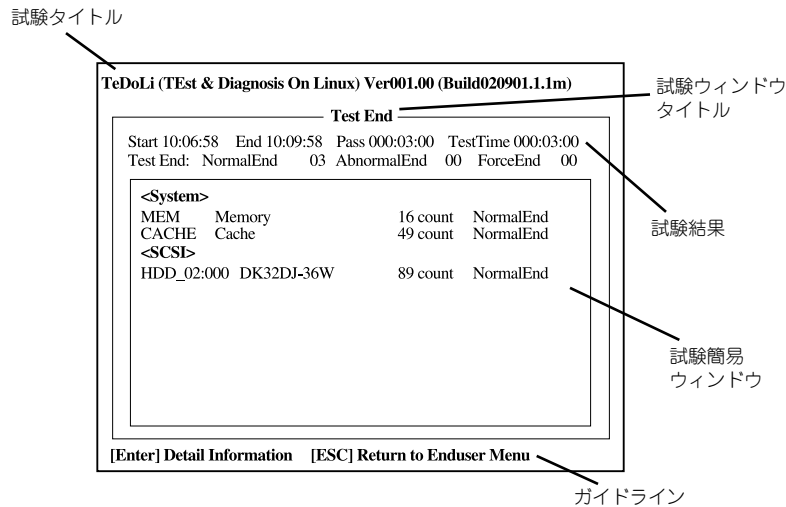 試験タイトル
TeDoLi (TEst & Diagnosis On Linux) Ver001.00 (Build020901.1.1m)
試験ウィンドウ
タイトル
Test End
Start 10:06:58 End 10:09:58 Pass 000:03:00 TestTime 000:03:00
Test End: NormalEnd 03 AbnormalEnd 00 ForceEnd 00
試験結果
<System>
MEM Memory 16 count NormalEnd
CACHE Cache 49 count NormalEnd
<SCSI>
HDD_02:000 DK32DJ-36W 89 count NormalEnd
試験簡易
ウィンドウ
[Enter] Detail Information [ESC] Return to Enduser Menu
ガイドライン